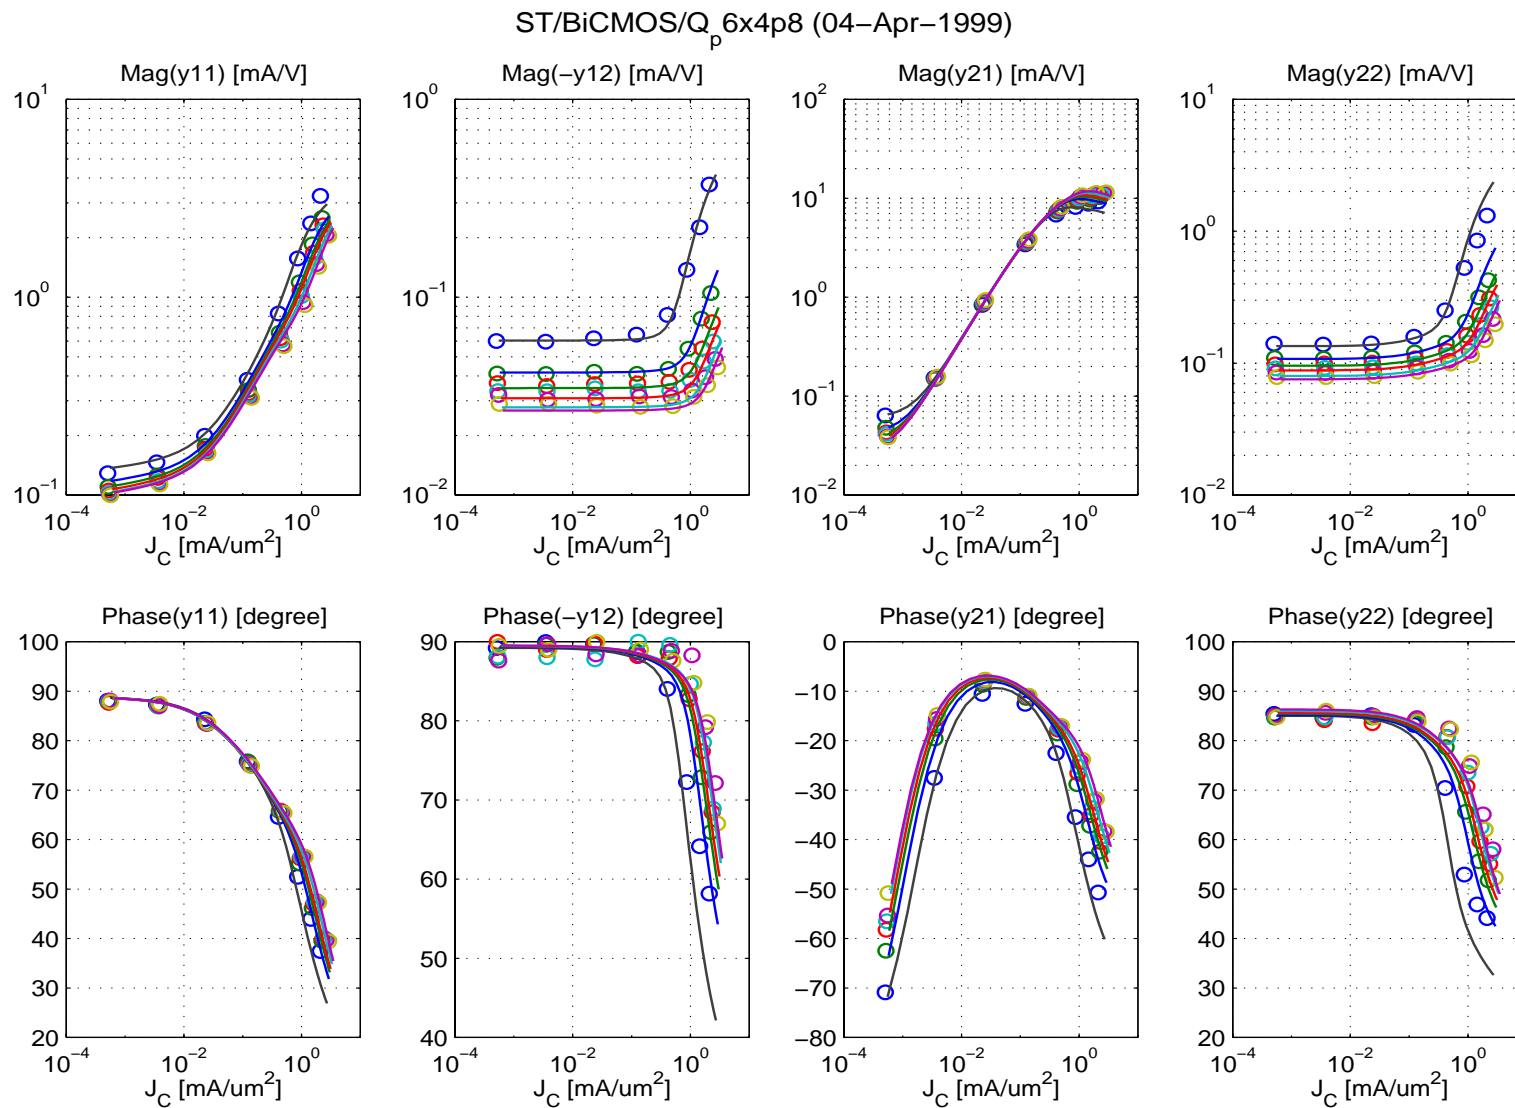 ST/BiCMOS/Q_p6x4p8 (04−Apr−1999)
Mag(y11) [mA/V] Mag(−y12) [mA/V] Mag(y21) [mA/V] Mag(y22) [mA/V]
10^1 10^0 10^2 10^1
10^1
10^0 10^-1 10^0 10^0
10^−1
10^−1 10^−2 10^−2 10^−1 10^−2
10^−4 10^−2 10^0 10^−4 10^−2 10^0 10^−4 10^−2 10^0 10^−4 10^−2 10^0
J_C [mA/um^2] J_C [mA/um^2] J_C [mA/um^2] J_C [mA/um^2]
Phase(y11) [degree] Phase(−y12) [degree] Phase(y21) [degree] Phase(y22) [degree]
100 90 0 100
90 −10 90
80 80 −20 80
70 70 −30 70
60 −40 60
60
50 −50 50
40 50 −60 40
30 −70 30
20 40 −80 20
10^−4 10^−2 10^0 10^−4 10^−2 10^0 10^−4 10^−2 10^0 10^−4 10^−2 10^0
J_C [mA/um^2] J_C [mA/um^2] J_C [mA/um^2] J_C [mA/um^2]